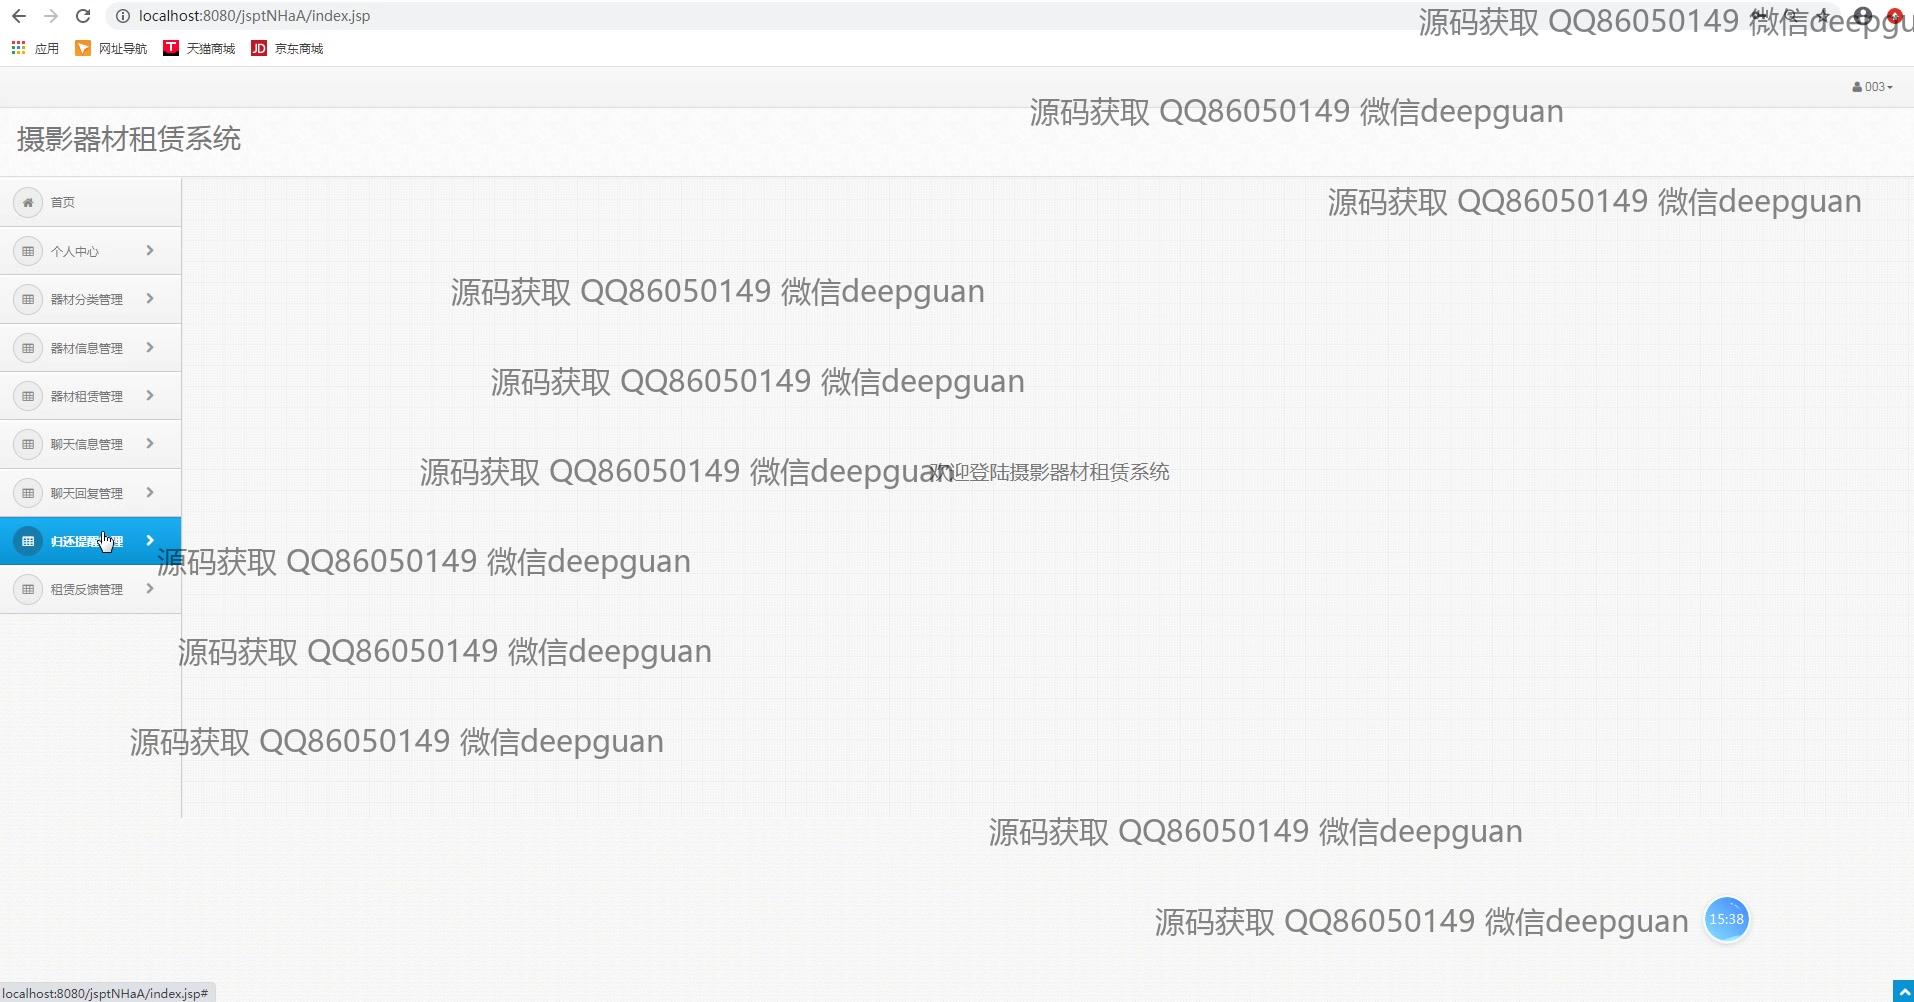 localhost:8080/jsptNHaA/index.jsp
源码获取 QQ86050149 微信deepgu
应用 网址导航 天猫商城 JD 京东商城
003
源码获取 QQ86050149 微信deepguan
摄影器材租赁系统
首页
源码获取 QQ86050149 微信deepguan
个人中心
源码获取 QQ86050149 微信deepguan
器材分类管理
器材信息管理
源码获取 QQ86050149 微信deepguan
器材租赁管理
聊天信息管理
源码获取 QQ86050149 微信deepguan
欢迎登陆摄影器材租赁系统
聊天回复管理
归还提醒管理
源码获取 QQ86050149 微信deepguan
租赁反馈管理
源码获取 QQ86050149 微信deepguan
源码获取 QQ86050149 微信deepguan
源码获取 QQ86050149 微信deepguan
源码获取 QQ86050149 微信deepguan
15:38
localhost:8080/jsptNHaA/index.jsp#